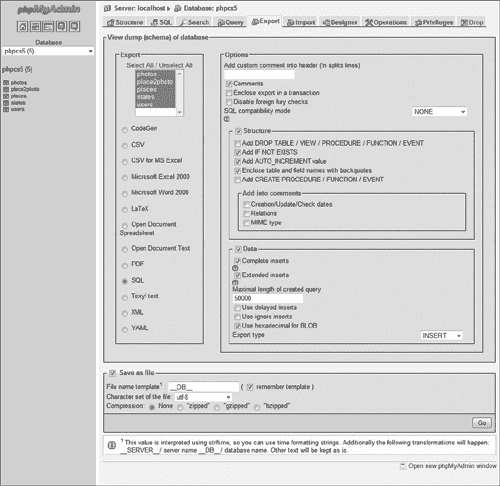 phpMyAdmin
Server: localhost Database: phpcs5
Structure SQL Search Query Export Import Designer Operations Privileges Drop
Database
phpcs5 (5)
phpcs5 (5)
photos
place2photo
places
states
users
View dump (schema) of database
Export
Select All / Unselect All
photos
place2photo
places
states
users
CodeGen
CSV
CSV for MS Excel
Microsoft Excel 2000
Microsoft Word 2000
LaTeX
Open Document
Spreadsheet
Open Document Text
PDF
SQL
Texy! text
XML
YAML
Options
Add custom comment into header (\n splits lines)
Comments
Enclose export in a transaction
Disable foreign key checks
SQL compatibility mode NONE
Structure
Add DROP TABLE / VIEW / PROCEDURE / FUNCTION / EVENT
Add IF NOT EXISTS
Add AUTO_INCREMENT value
Enclose table and field names with backquotes
Add CREATE PROCEDURE / FUNCTION / EVENT
Add into comments
Creation/Update/Check dates
Relations
MIME type
Data
Complete inserts
Extended inserts
Maximal length of created query
50000
Use delayed inserts
Use ignore inserts
Use hexadecimal for BLOB
Export type INSERT
Save as file
File name template1: __DB__ ( remember template )
Character set of the file: utf-8
Compression: None "zipped" "gzipped" "bzipped"
Go
1 This value is interpreted using strftime, so you can use time formatting strings. Additionally the following transformations will happen:
__SERVER__/ server name __DB__/ database name. Other text will be kept as is.
Open new phpMyAdmin window